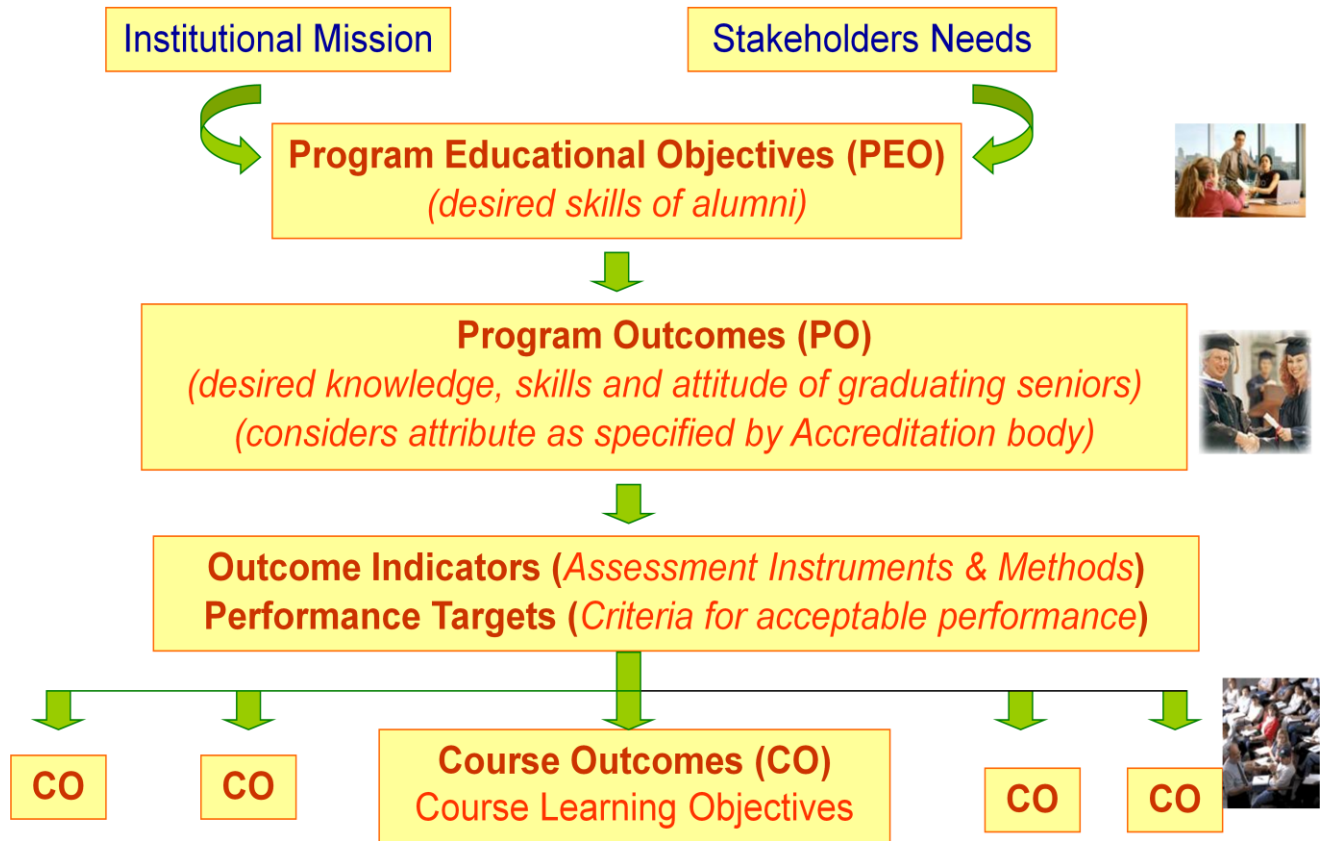 Institutional Mission
Stakeholders Needs
Program Educational Objectives (PEO)
(desired skills of alumni)
Program Outcomes (PO)
(desired knowledge, skills and attitude of graduating seniors)
(considers attribute as specified by Accreditation body)
Outcome Indicators (Assessment Instruments & Methods)
Performance Targets (Criteria for acceptable performance)
CO
CO
Course Outcomes (CO)
Course Learning Objectives
CO
CO